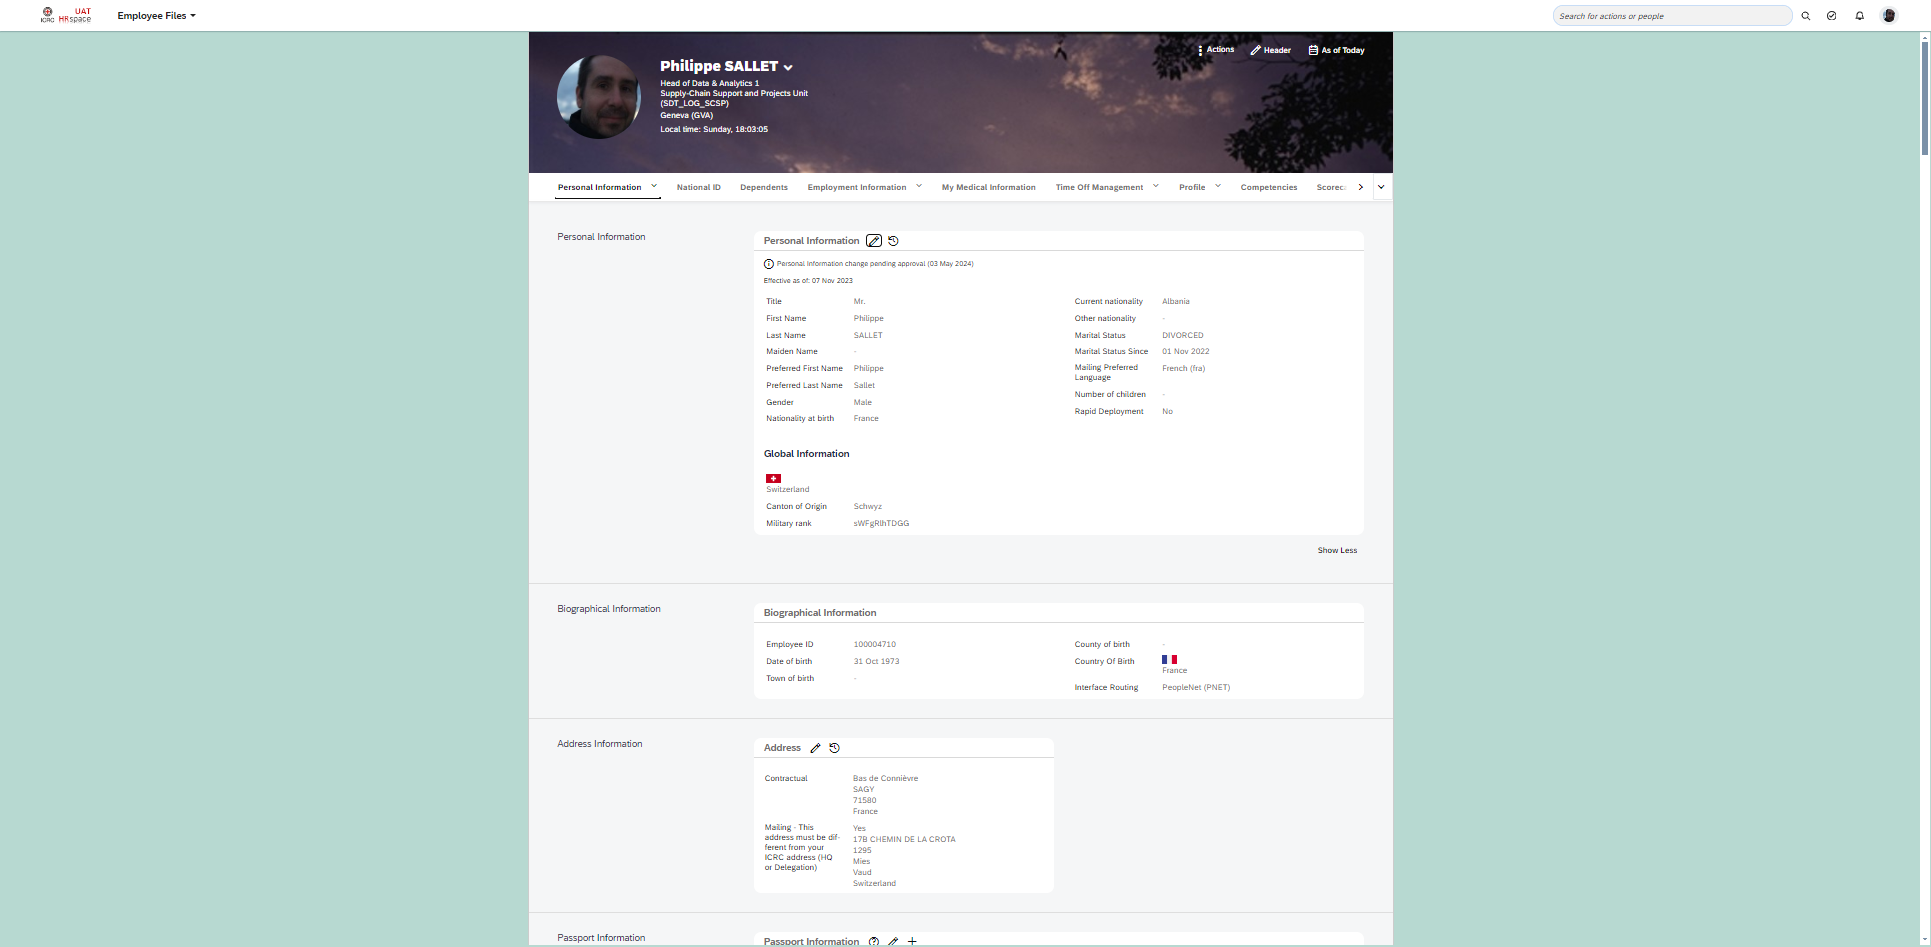 ICRC
UAT
HRspace
Employee Files
Search for actions or people
Actions
Header
As of Today
Philippe SALLET
Head of Data & Analytics 1
Supply-Chain Support and Projects Unit
(SDT_LOG_SCSP)
Geneva (GVA)
Local time: Sunday, 18:03:05
Personal Information
National ID
Dependents
Employment Information
My Medical Information
Time Off Management
Profile
Competencies
Scorec
Personal Information
Personal Information
Personal Information change pending approval (03 May 2024)
Effective as of: 07 Nov 2023
Title Mr.
First Name Philippe
Last Name SALLET
Maiden Name -
Preferred First Name Philippe
Preferred Last Name Sallet
Gender Male
Nationality at birth France
Current nationality Albania
Other nationality -
Marital Status DIVORCED
Marital Status Since 01 Nov 2022
Mailing Preferred French (fra)
Language
Number of children -
Rapid Deployment No
Global Information
Switzerland
Canton of Origin Schwyz
Military rank sWFgRlhTDGG
Show Less
Biographical Information
Biographical Information
Employee ID 100004710
Date of birth 31 Oct 1973
Town of birth -
County of birth -
Country Of Birth
France
Interface Routing PeopleNet (PNET)
Address Information
Address
Contractual Bas de Connièvre
SAGY
71580
France
Mailing - This
address must be dif-
ferent from your
ICRC address (HQ
or Delegation)
Yes
17B CHEMIN DE LA CROTA
1295
Mies
Vaud
Switzerland
Passport Information
Passport Information